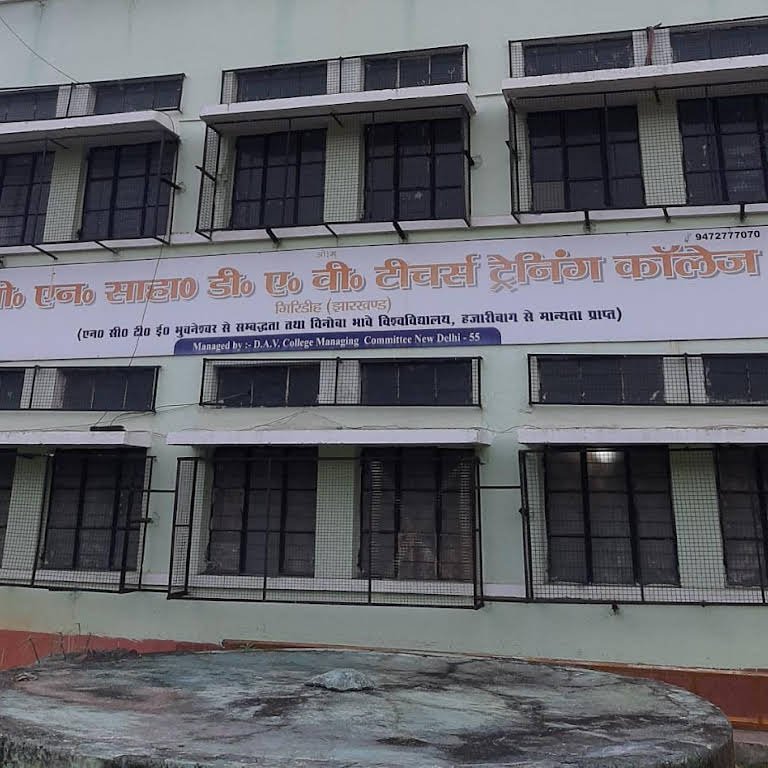 ओ३म्
9472777070
एन० साहा० डी० ए० वी० टीचर्स ट्रेनिंग कॉलेज
गिरिडीह (झारखण्ड)
(एन० सी० टी० ई० भुवनेश्वर से सम्बद्धता तथा विनोबा भावे विश्वविद्यालय, हजारीबाग से मान्यता प्राप्त)
Managed by :- D.A.V. College Managing Committee New Delhi - 55